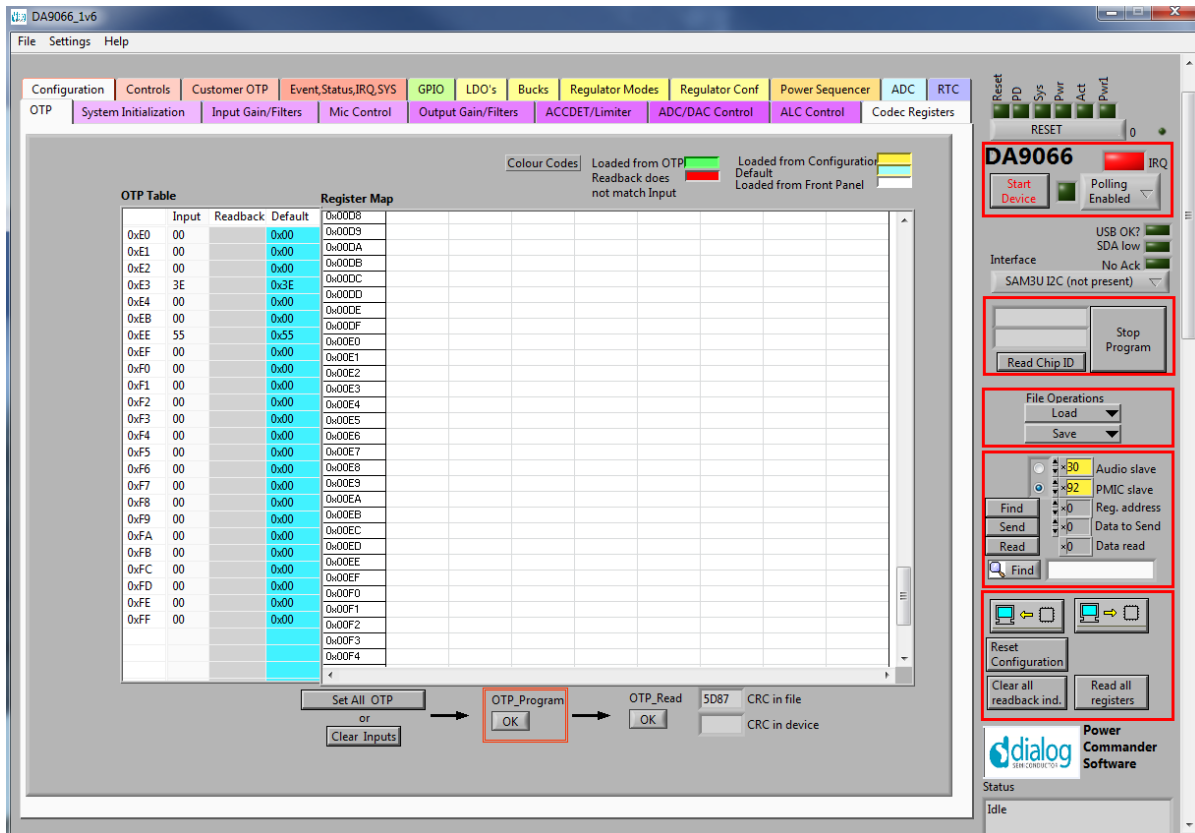 DA9066_1v6
File Settings Help
Configuration Controls Customer OTP Event,Status,IRQ,SYS GPIO LDO's Bucks Regulator Modes Regulator Conf Power Sequencer ADC RTC
OTP System Initialization Input Gain/Filters Mic Control Output Gain/Filters ACCDET/Limiter ADC/DAC Control ALC Control Codec Registers
Colour Codes
Loaded from OTP
Readback does
not match Input
Loaded from Configuration
Default
Loaded from Front Panel
OTP Table
Input Readback Default
0xE0 00 0x00
0xE1 00 0x00
0xE2 00 0x00
0xE3 3E 0x3E
0xE4 00 0x00
0xEB 00 0x00
0xEE 55 0x55
0xEF 00 0x00
0xF0 00 0x00
0xF1 00 0x00
0xF2 00 0x00
0xF3 00 0x00
0xF4 00 0x00
0xF5 00 0x00
0xF6 00 0x00
0xF7 00 0x00
0xF8 00 0x00
0xF9 00 0x00
0xFA 00 0x00
0xFB 00 0x00
0xFC 00 0x00
0xFD 00 0x00
0xFE 00 0x00
0xFF 00 0x00
Register Map
0x00D8
0x00D9
0x00DA
0x00DB
0x00DC
0x00DD
0x00DE
0x00DF
0x00E0
0x00E1
0x00E2
0x00E3
0x00E4
0x00E5
0x00E6
0x00E7
0x00E8
0x00E9
0x00EA
0x00EB
0x00EC
0x00ED
0x00EE
0x00EF
0x00F0
0x00F1
0x00F2
0x00F3
0x00F4
Set All OTP
or
Clear Inputs
OTP_Program
OK
OTP_Read
OK
5D87 CRC in file
CRC in device
Reset PD Sys Pwr Act Pwr1
RESET 0
DA9066
IRQ
Start
Device
Polling
Enabled
USB OK?
SDA low
No Ack
Interface
SAM3U I2C (not present)
Stop
Program
Read Chip ID
File Operations
Load
Save
x30 Audio slave
x92 PMIC slave
Find x0 Reg. address
Send x0 Data to Send
Read x0 Data read
Find
Reset
Configuration
Clear all
readback ind.
Read all
registers
dialog
SEMICONDUCTOR
Power
Commander
Software
Status
Idle